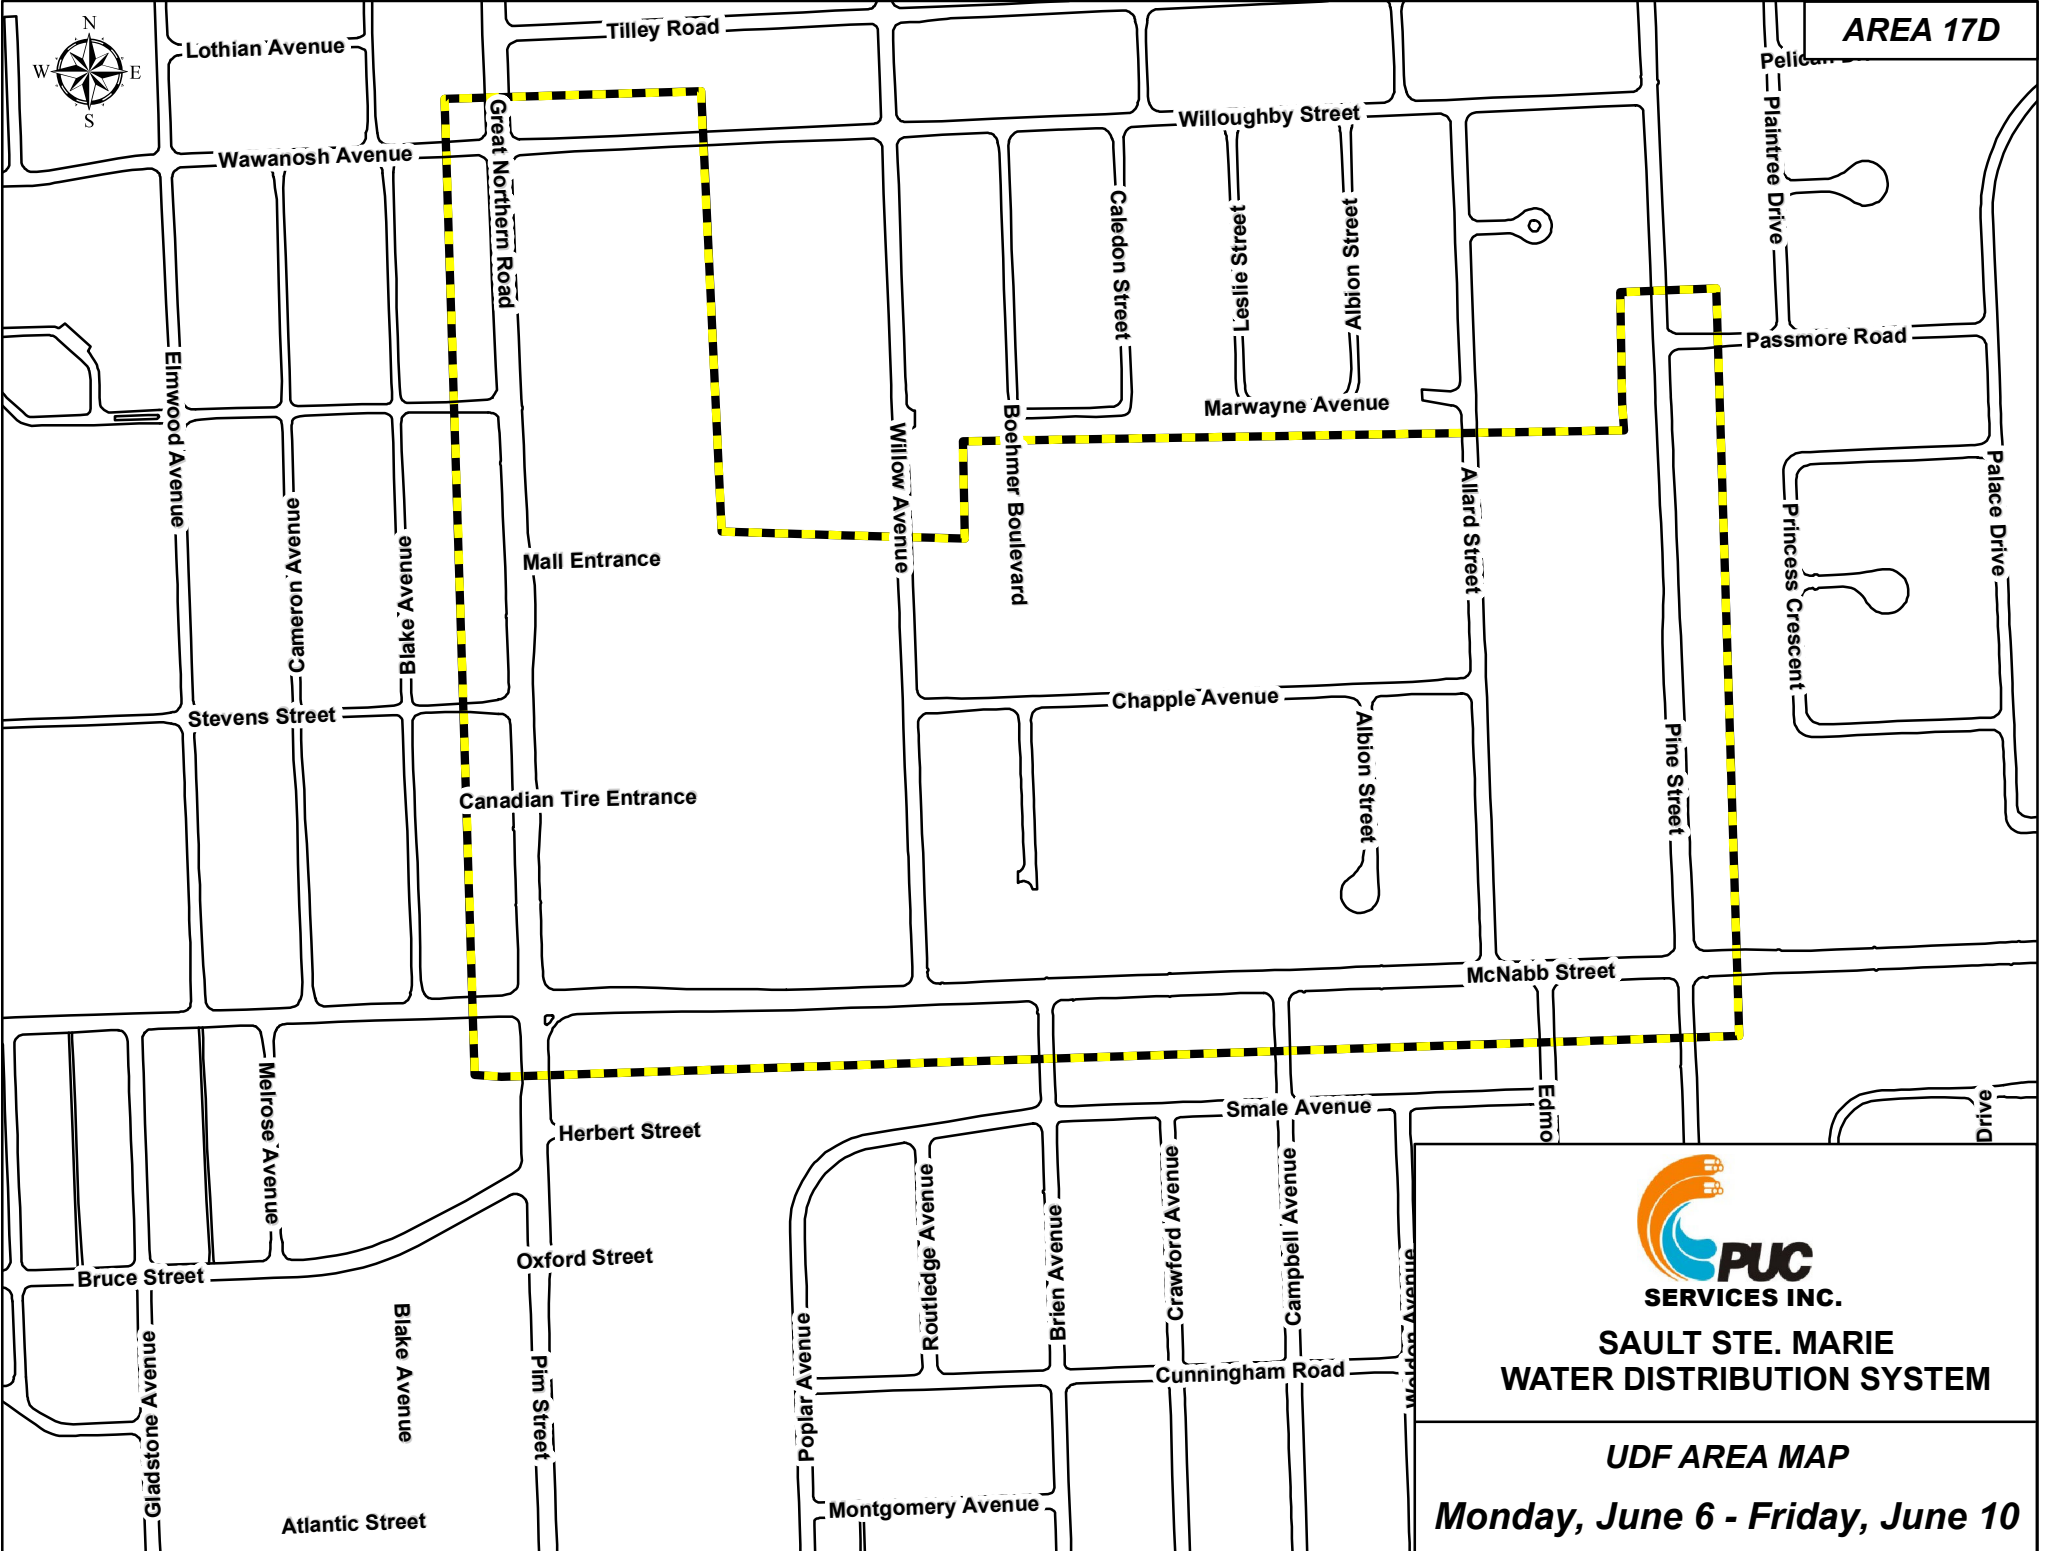 AREA 17D
N
W
E
S
Lothian Avenue
Tilley Road
Great Northern Road
Willoughby Street
Wawanosh Avenue
Plaintree Drive
Caledon Street
Leslie Street
Albion Street
Passmore Road
Elmwood Avenue
Marwayne Avenue
Boehmer Boulevard
Willow Avenue
Allard Street
Palace Drive
Princess Crescent
Cameron Avenue
Blake Avenue
Mall Entrance
Chapple Avenue
Stevens Street
Albion Street
Pine Street
Canadian Tire Entrance
McNabb Street
Melrose Avenue
Edmo
Drive
Smale Avenue
Herbert Street
Routledge Avenue
Brien Avenue
Crawford Avenue
Campbell Avenue
Oxford Street
Bruce Street
Blake Avenue
Gladstone Avenue
Pim Street
Poplar Avenue
Cunningham Road
Montgomery Avenue
Atlantic Street
PUC
SERVICES INC.
SAULT STE. MARIE
WATER DISTRIBUTION SYSTEM
UDF AREA MAP
Monday, June 6 - Friday, June 10